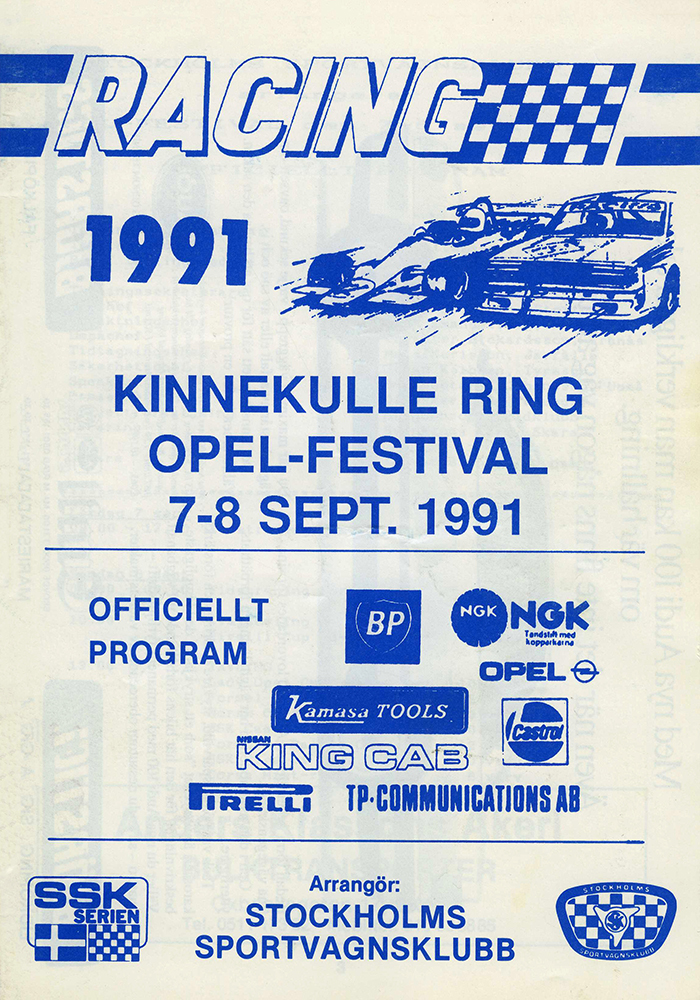 RACING
1991
KINNEKULLE RING
OPEL-FESTIVAL
7-8 SEPT. 1991
OFFICIELLT
PROGRAM
BP
NGK
NGK
Tändstift med
kopparkärna
OPEL
Kamasa TOOLS
Castrol
NISSAN
KING CAB
PIRELLI
TP·COMMUNICATIONS AB
SSK
SERIEN
Arrangör:
STOCKHOLMS
SPORTVAGNSKLUBB
STOCKHOLMS
SPORTVAGNSKLUBB